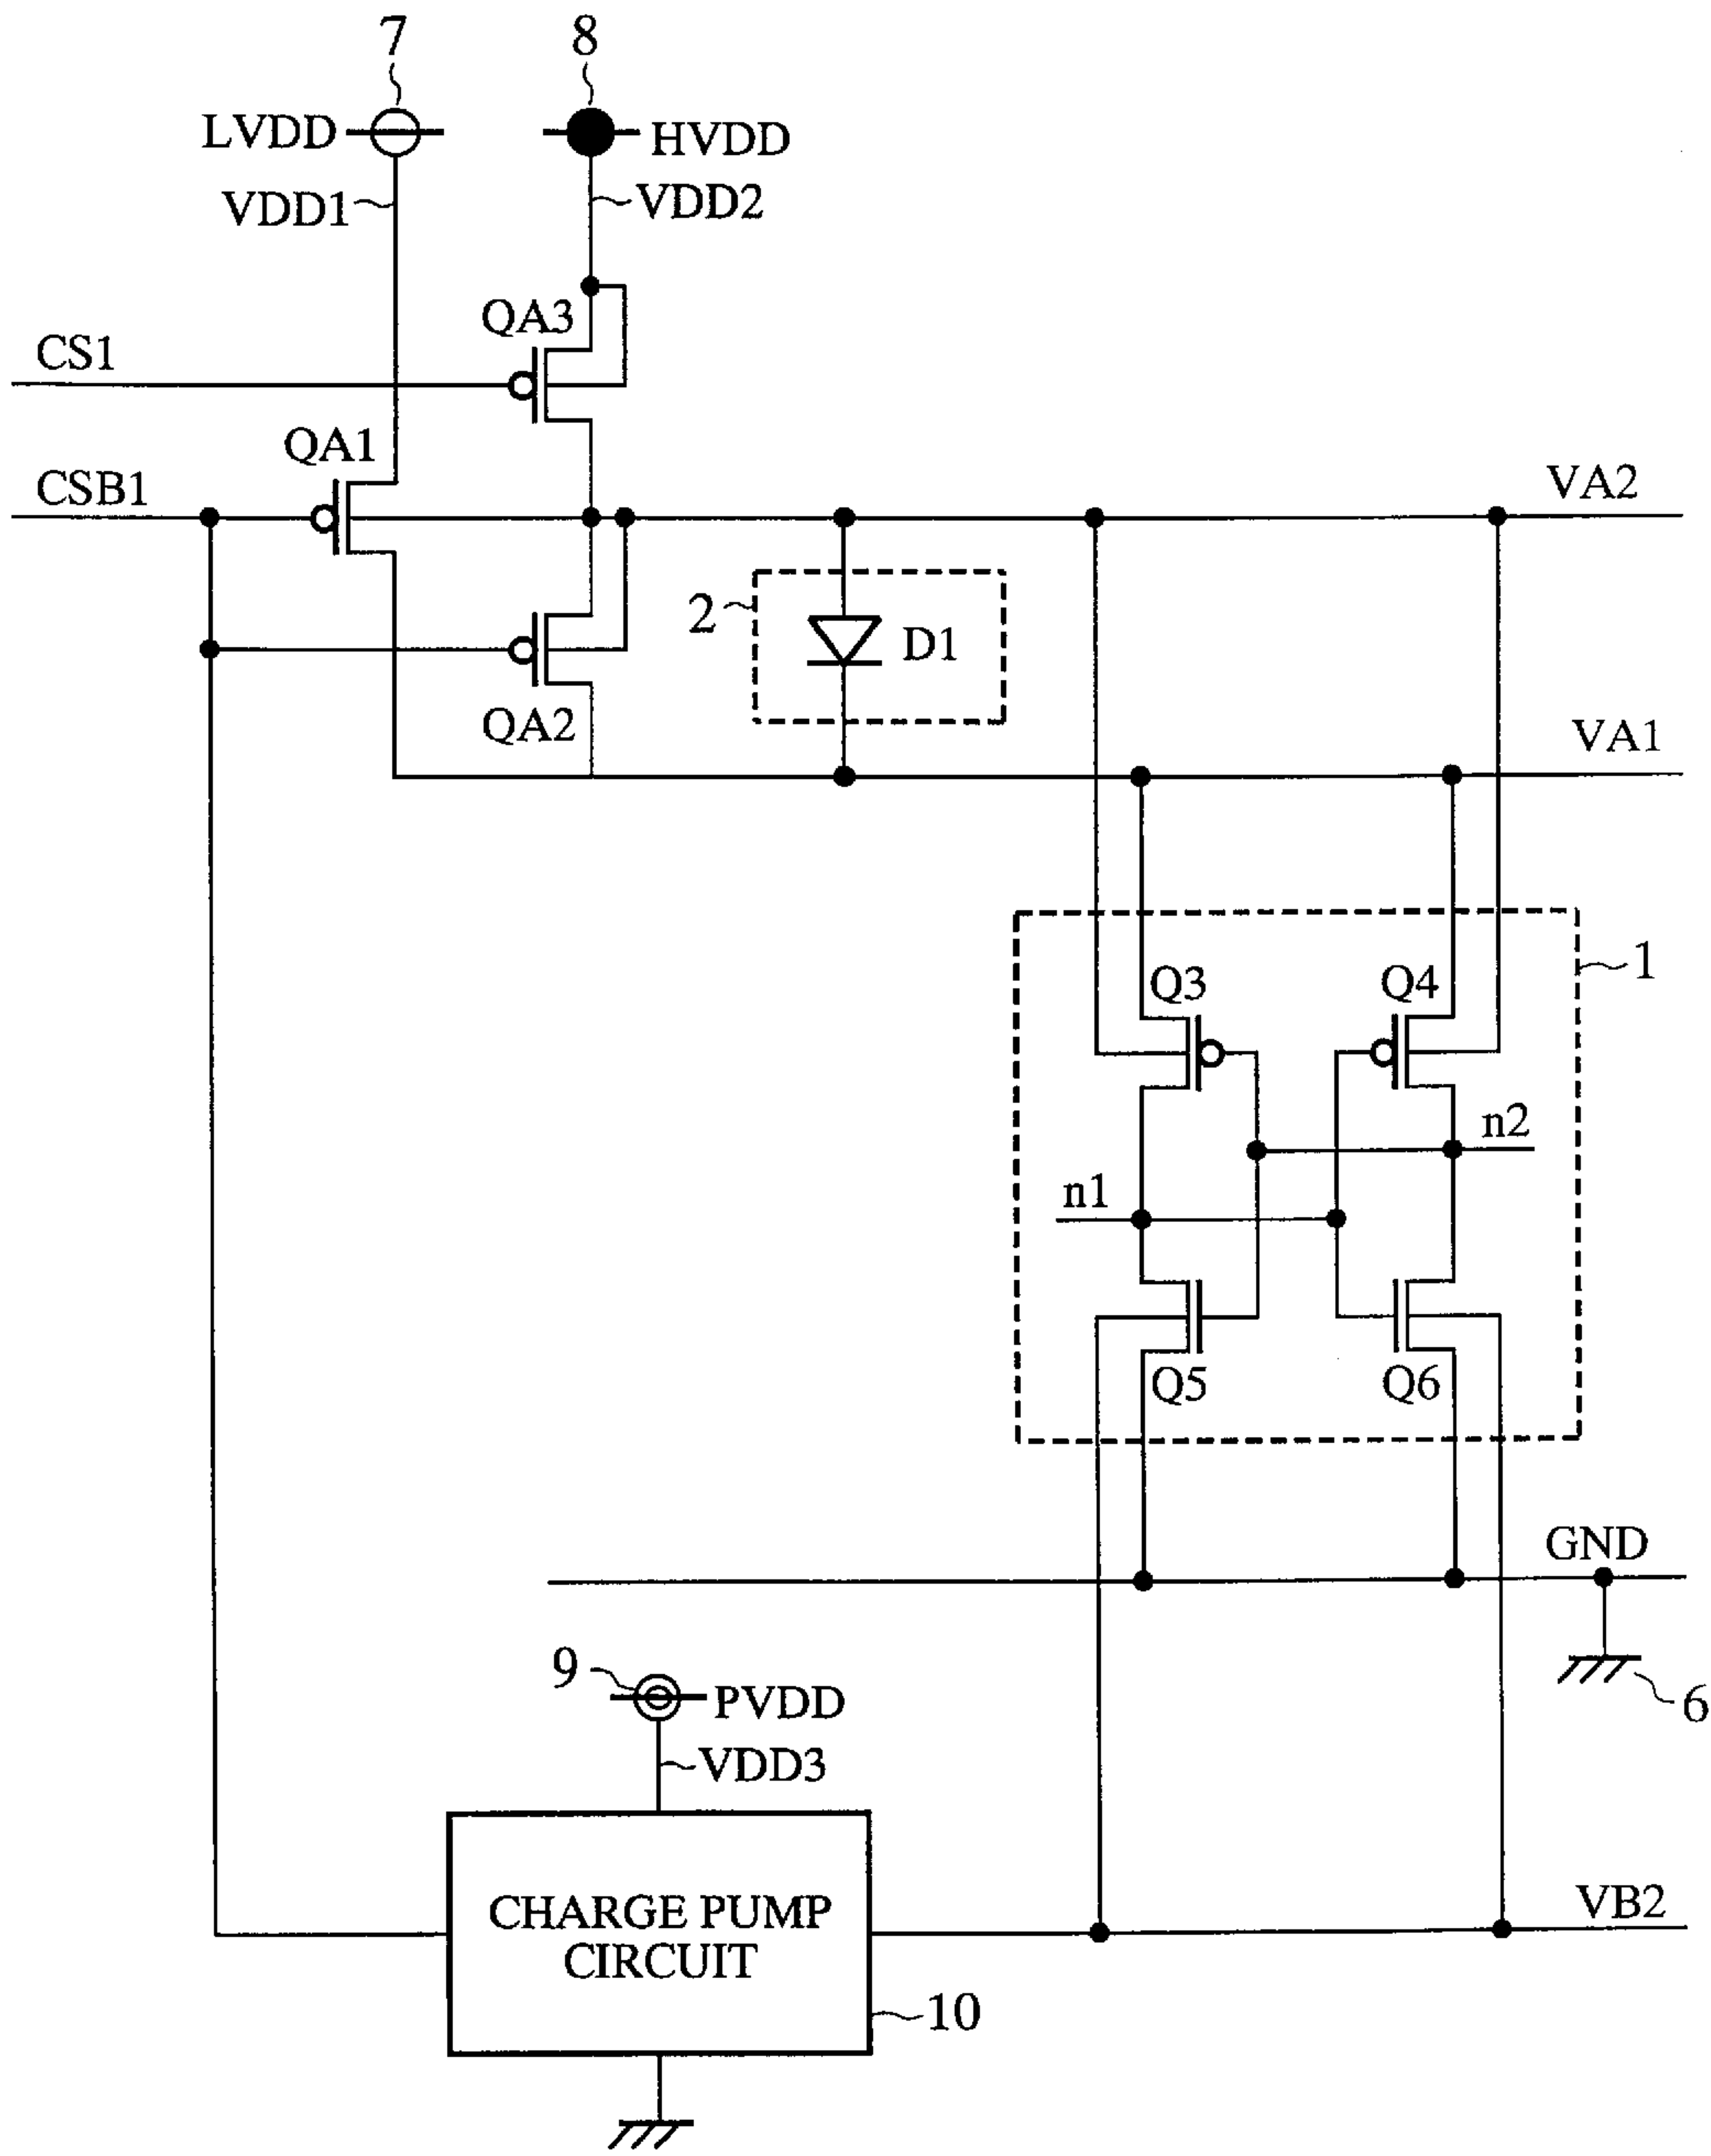 7
8
LVDD
HVDD
VDD1
VDD2
QA3
CS1
QA1
CSB1
VA2
2
D1
QA2
VA1
1
Q3
Q4
n2
n1
Q5
Q6
GND
9
PVDD
6
VDD3
CHARGE PUMP
CIRCUIT
VB2
10